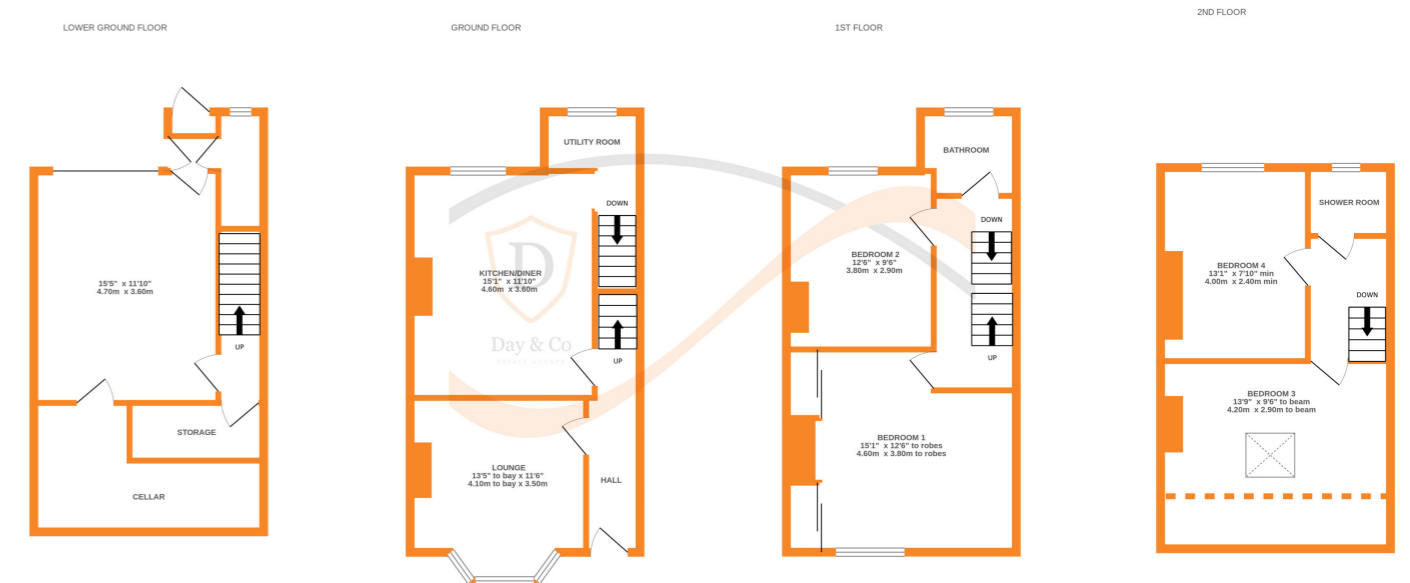 LOWER GROUND FLOOR
15'5" x 11'10"
4.70m x 3.60m
UP
STORAGE
CELLAR
GROUND FLOOR
UTILITY ROOM
DOWN
KITCHEN/DINER
15'1" x 11'10"
4.60m x 3.60m
D
Day & Co
ESTATE AGENTS
UP
LOUNGE
13'5" to bay x 11'6"
4.10m to bay x 3.50m
HALL
1ST FLOOR
BATHROOM
DOWN
BEDROOM 2
12'6" x 9'6"
3.80m x 2.90m
UP
BEDROOM 1
15'1" x 12'6" to robes
4.60m x 3.80m to robes
2ND FLOOR
SHOWER ROOM
BEDROOM 4
13'1" x 7'10" min
4.00m x 2.40m min
DOWN
BEDROOM 3
13'9" x 9'6" to beam
4.20m x 2.90m to beam